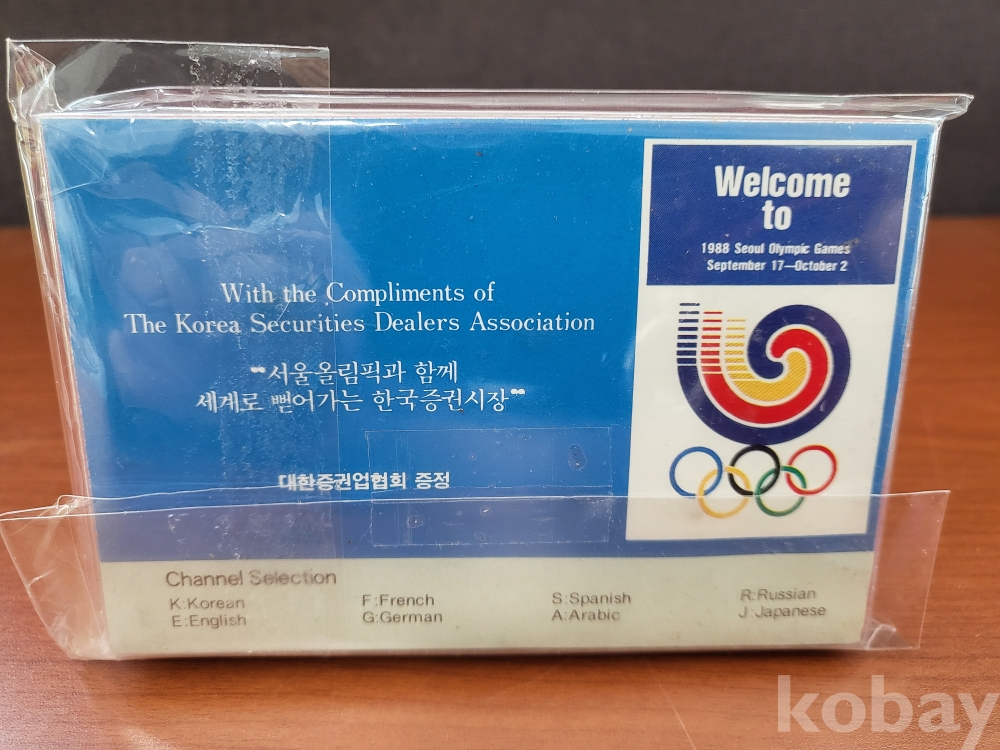 Welcome
to
1988 Seoul Olympic Games
September 17—October 2
With the Compliments of
The Korea Securities Dealers Association
❝서울올림픽과 함께
세계로 뻗어가는 한국증권시장❞
대한증권업협회 증정
Channel Selection
K:Korean F:French S:Spanish R:Russian
E:English G:German A:Arabic J:Japanese
kobay